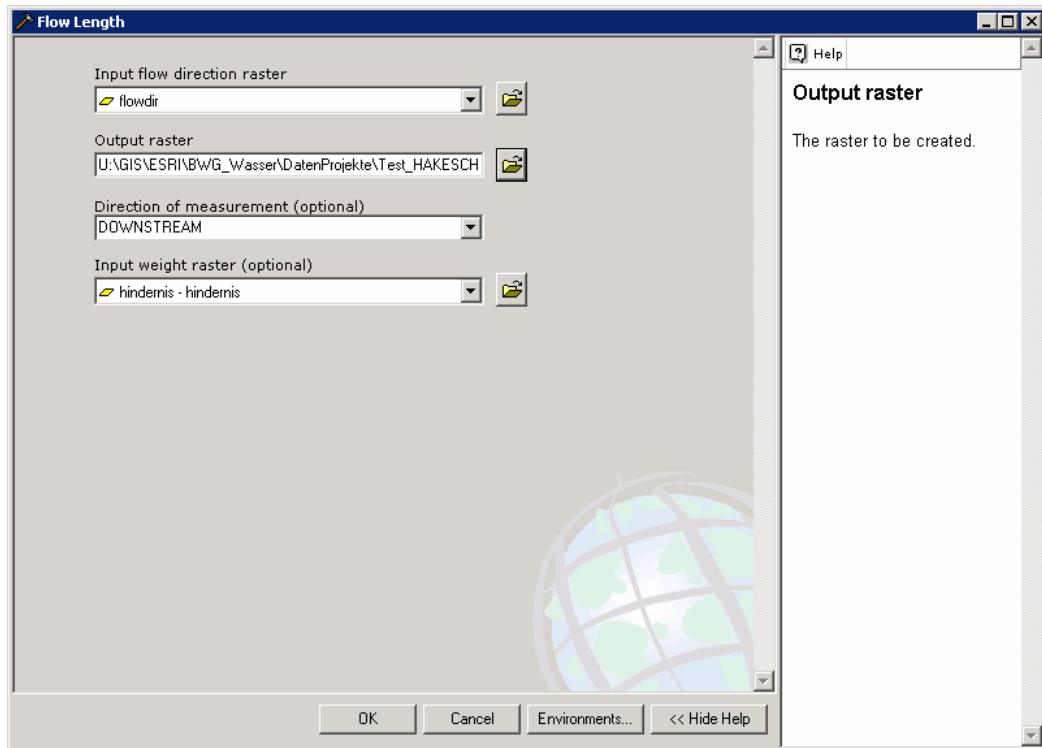 Flow Length
Input flow direction raster
flowdir
Output raster
U:\GIS\ESRI\BWG_Wasser\DatenProjekte\Test_HAKESCH
Direction of measurement (optional)
DOWNSTREAM
Input weight raster (optional)
hindernis - hindernis
OK
Cancel
Environments...
<< Hide Help
Help
Output raster
The raster to be created.